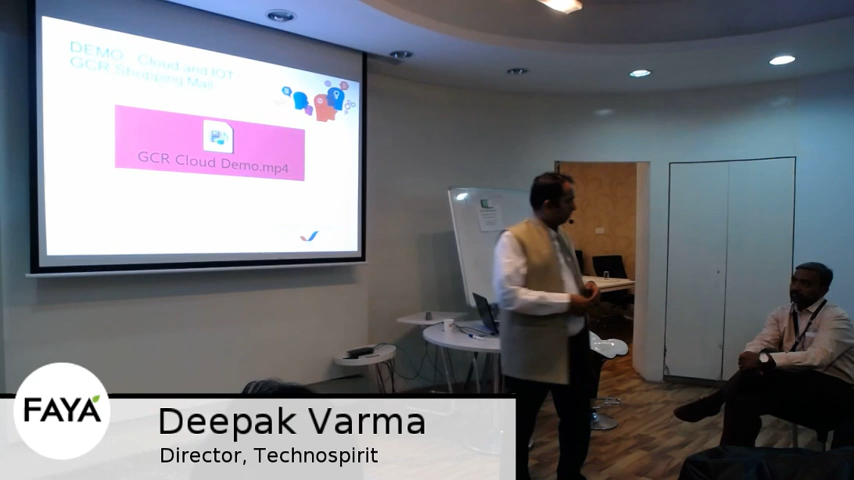 DEMO - Cloud and IOT
GCR Shopping Mall
GCR Cloud Demo.mp4
FAYA
Deepak Varma
Director, Technospirit